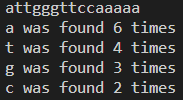 attgggttccaaaaa
a was found 6 times
t was found 4 times
g was found 3 times
c was found 2 times